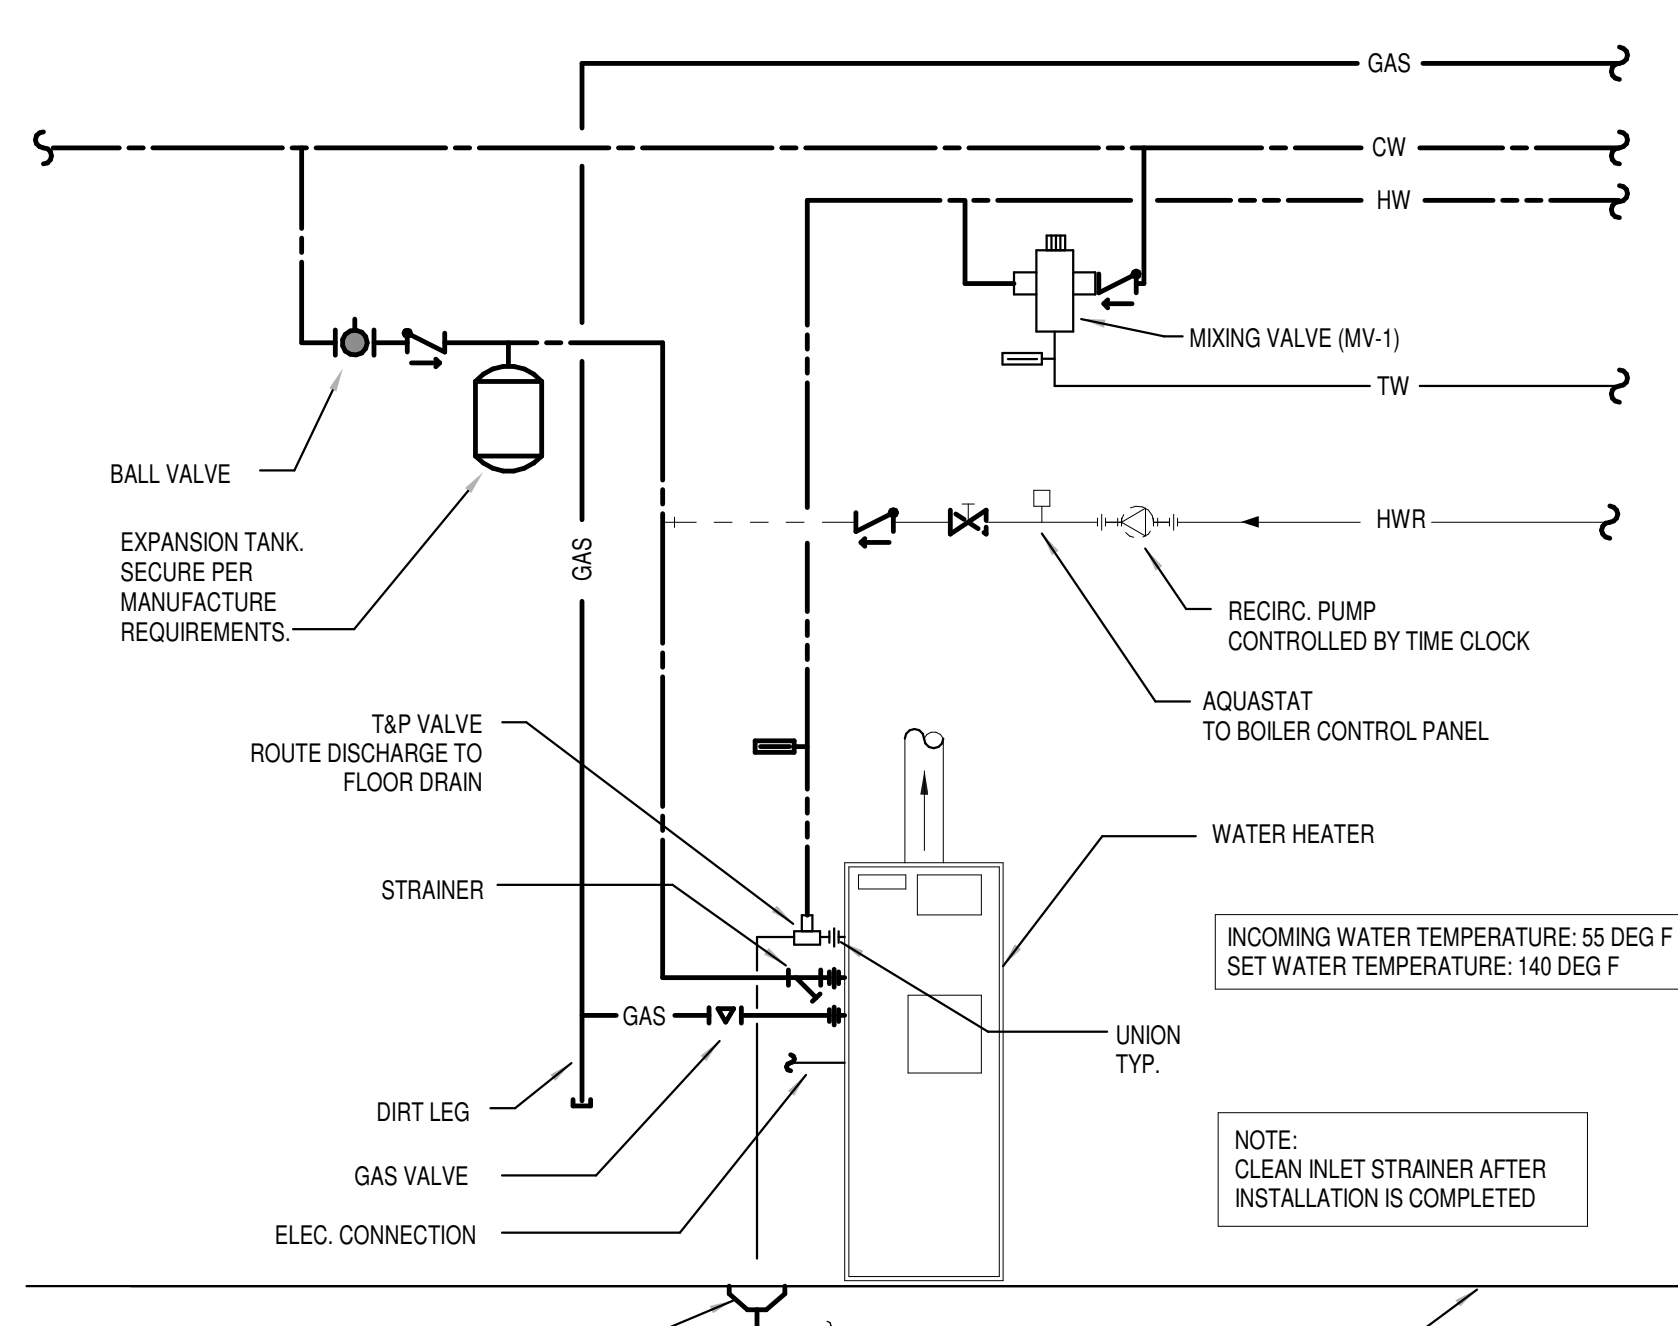 GAS
CW
HW
MIXING VALVE (MV-1)
TW
BALL VALVE
HWR
EXPANSION TANK.
SECURE PER
MANUFACTURE
REQUIREMENTS.
GAS
RECIRC. PUMP
CONTROLLED BY TIME CLOCK
AQUASTAT
TO BOILER CONTROL PANEL
T&P VALVE
ROUTE DISCHARGE TO
FLOOR DRAIN
WATER HEATER
STRAINER
INCOMING WATER TEMPERATURE: 55 DEG F
SET WATER TEMPERATURE: 140 DEG F
GAS
UNION
TYP.
DIRT LEG
GAS VALVE
ELEC. CONNECTION
NOTE:
CLEAN INLET STRAINER AFTER
INSTALLATION IS COMPLETED